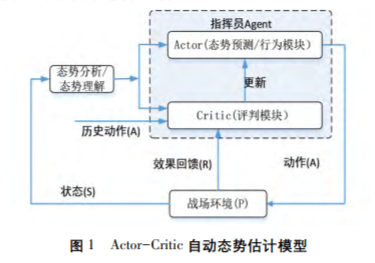 指挥员Agent
Actor(态势预测/行为模块)
态势分析/
态势理解
更新
Critic(评判模块)
历史动作(A)
效果回馈(R)
动作(A)
状态(S)
战场环境(P)
图 1 Actor-Critic 自动态势估计模型